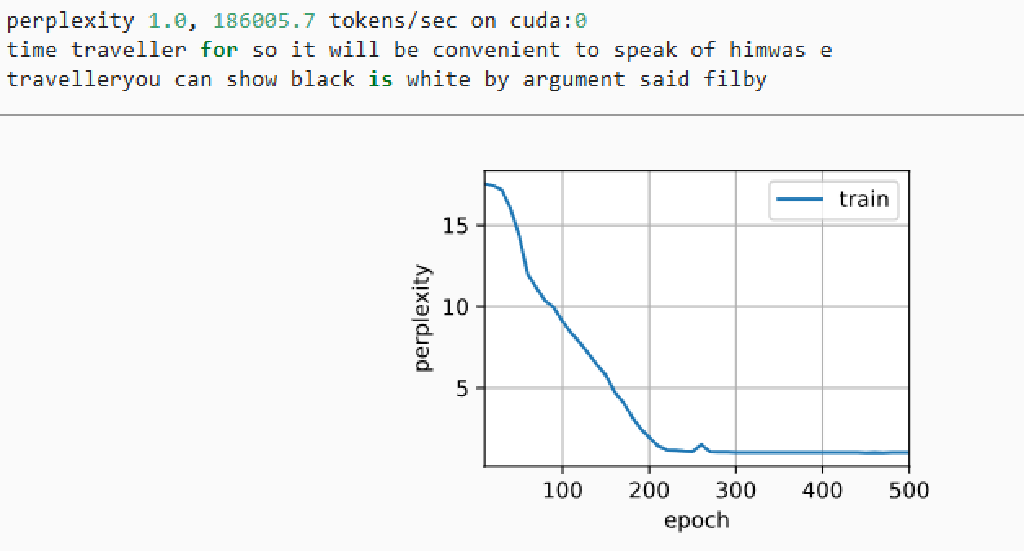 perplexity 1.0, 186005.7 tokens/sec on cuda:0
time traveller for so it will be convenient to speak of himwas e
travelleryou can show black is white by argument said filby
train
15
10
5
perplexity
100 200 300 400 500
epoch